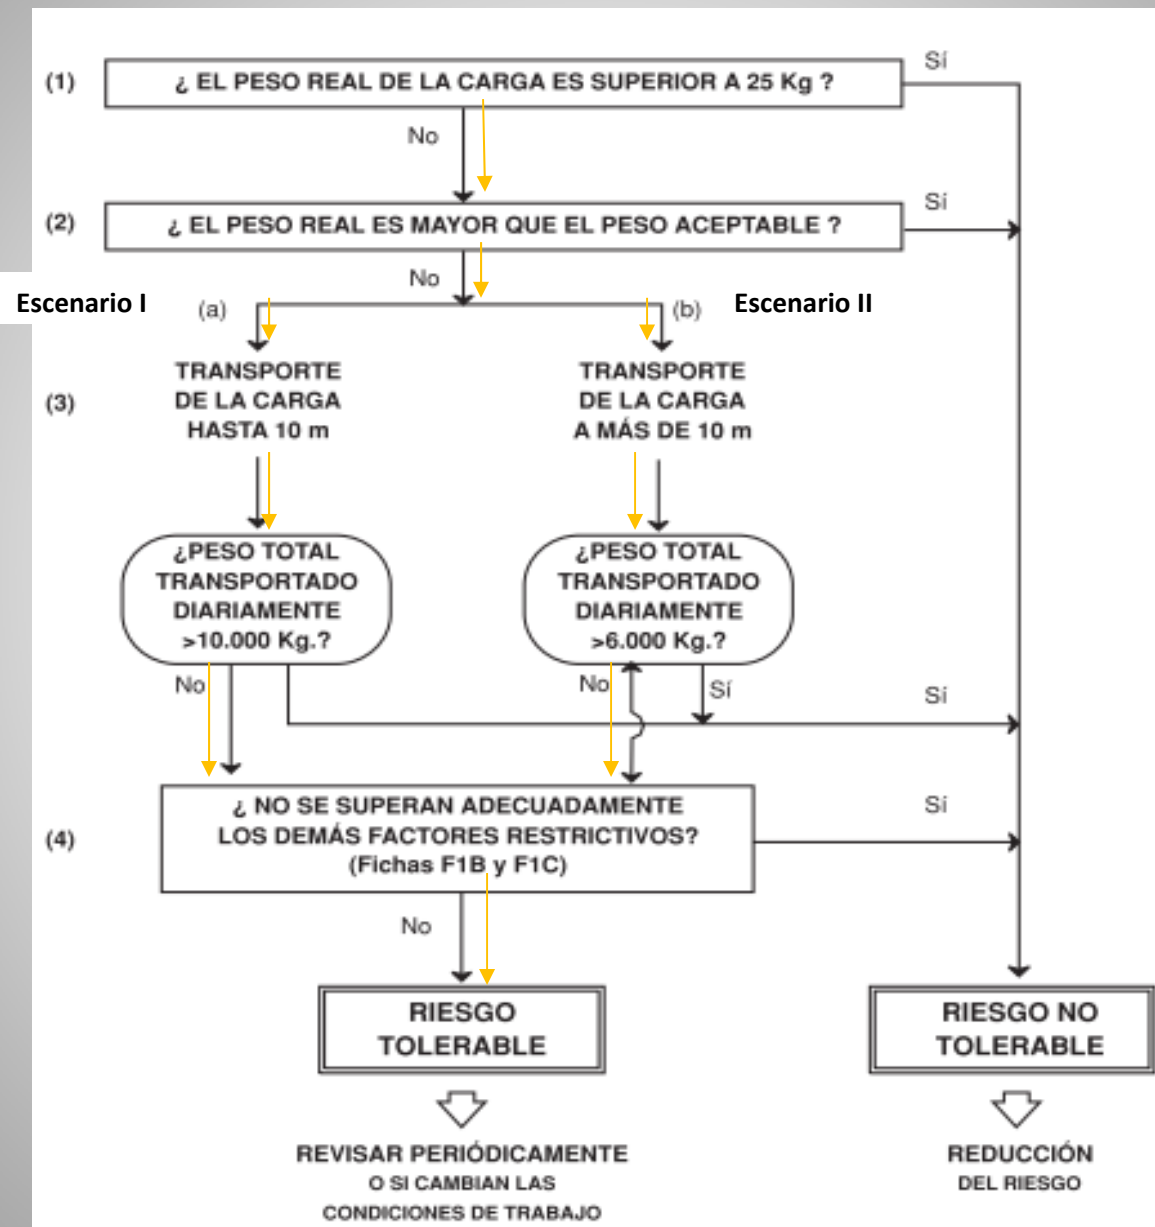 Sí
(1)
¿ EL PESO REAL DE LA CARGA ES SUPERIOR A 25 Kg ?
No
Sí
(2)
¿ EL PESO REAL ES MAYOR QUE EL PESO ACEPTABLE ?
No
Escenario I
(a)
(b)
Escenario II
(3)
TRANSPORTE
DE LA CARGA
HASTA 10 m
TRANSPORTE
DE LA CARGA
A MÁS DE 10 m
¿PESO TOTAL
TRANSPORTADO
DIARIAMENTE
>10.000 Kg.?
¿PESO TOTAL
TRANSPORTADO
DIARIAMENTE
>6.000 Kg.?
No
No
Sí
Sí
(4)
¿ NO SE SUPERAN ADECUADAMENTE
LOS DEMÁS FACTORES RESTRICTIVOS?
(Fichas F1B y F1C)
Sí
No
RIESGO
TOLERABLE
RIESGO NO
TOLERABLE
REVISAR PERIÓDICAMENTE
O SI CAMBIAN LAS
CONDICIONES DE TRABAJO
REDUCCIÓN
DEL RIESGO